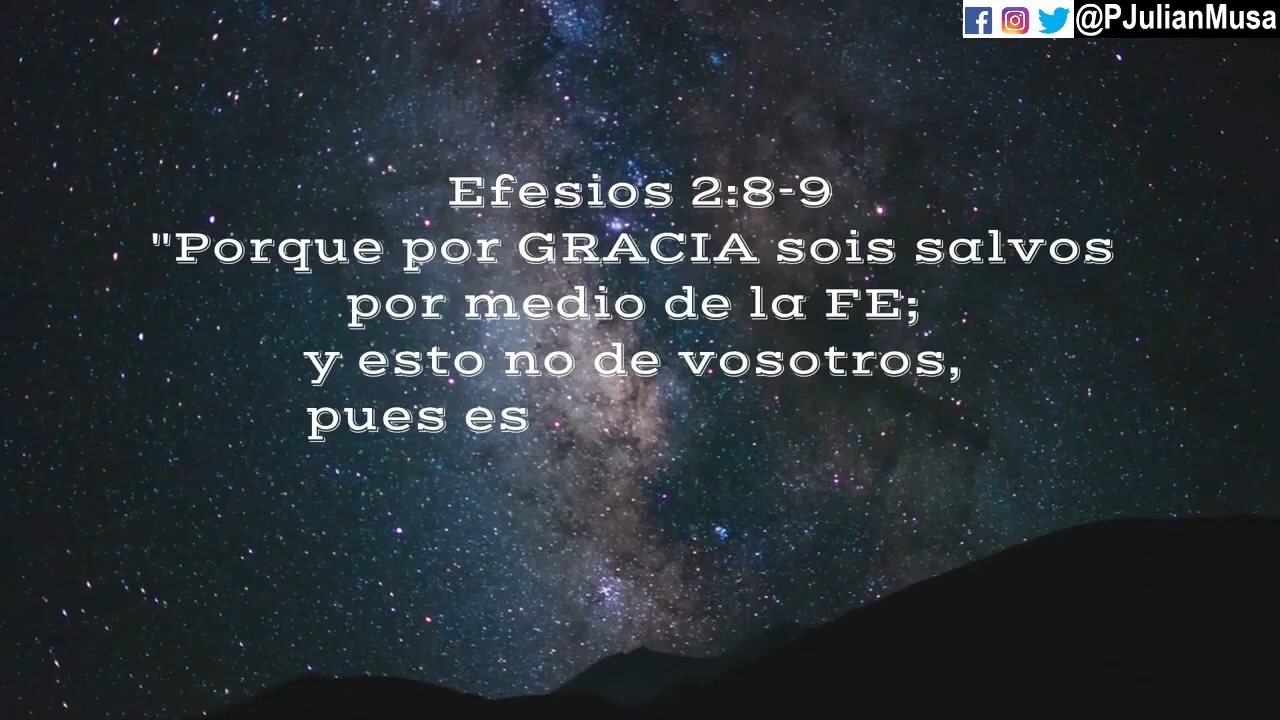 @PJulianMusa
Efesios 2:8-9
"Porque por GRACIA sois salvos
por medio de la FE;
y esto no de vosotros,
pues es